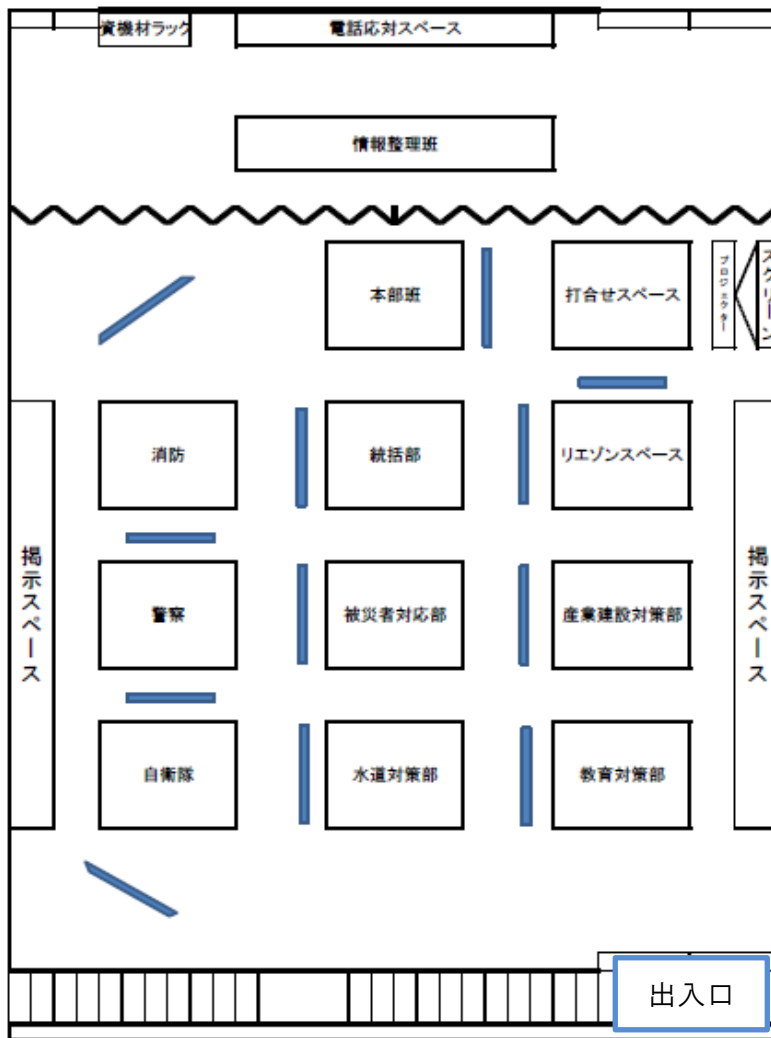 資機材ラック
電話応対スペース
情報整理班
本部班
打合せスペース
プロジェクター
スクリーン
消防
統括部
リエゾンスペース
掲示スペース
掲示スペース
警察
被災者対応部
産業建設対策部
自衛隊
水道対策部
教育対策部
出入口